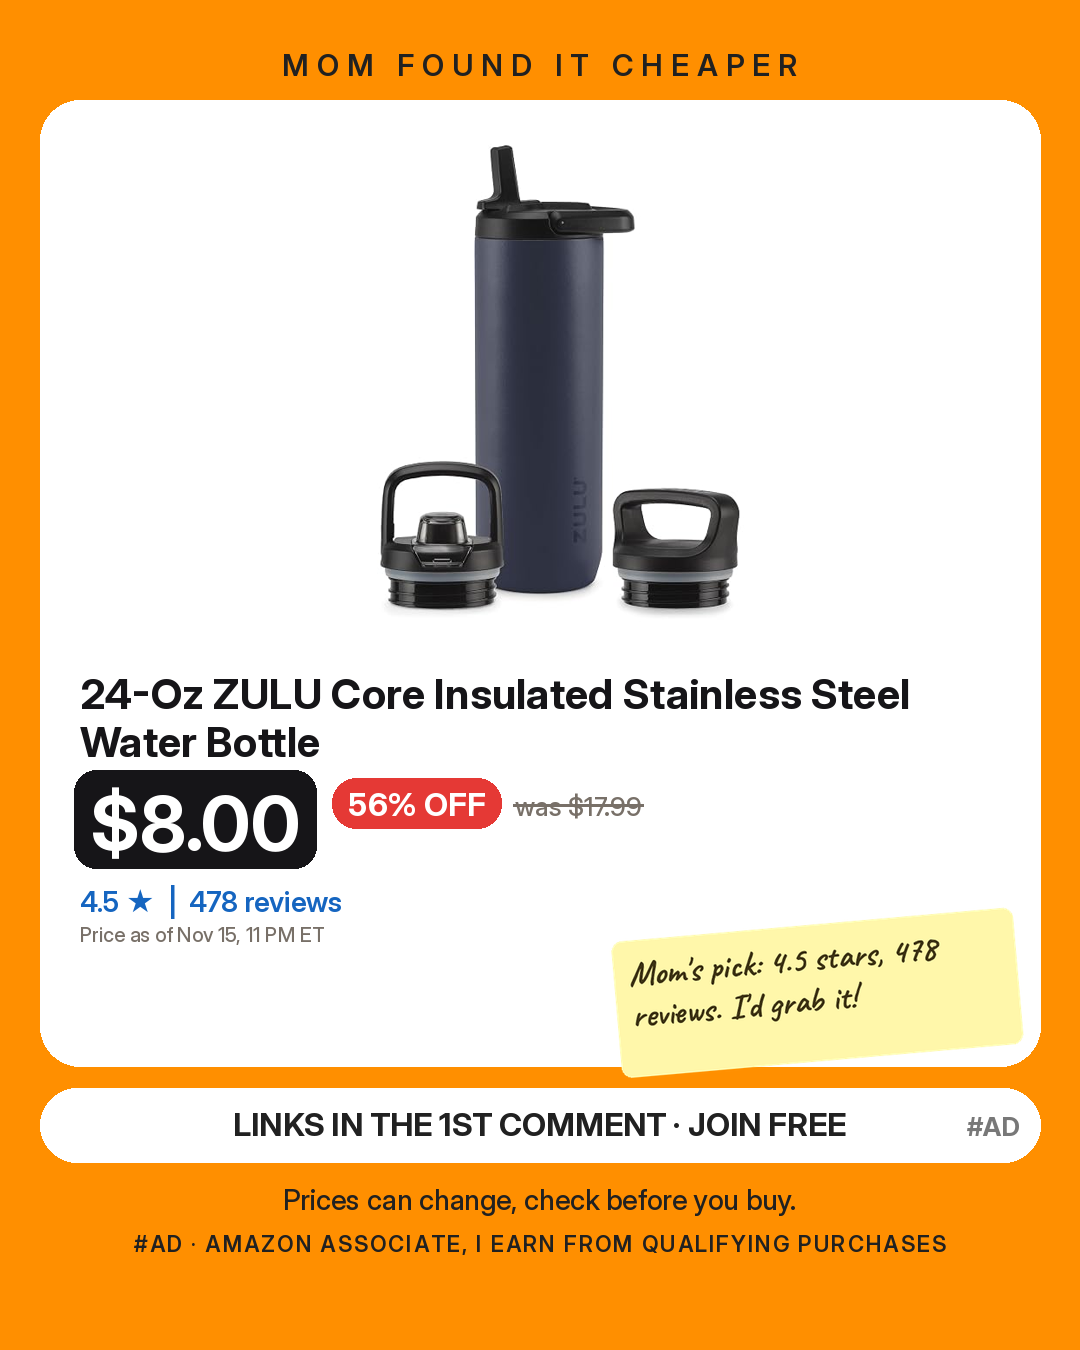 MOM FOUND IT CHEAPER
ZULU
24-Oz ZULU Core Insulated Stainless Steel
Water Bottle
$8.00
56% OFF
was $17.99
4.5 ★ | 478 reviews
Price as of Nov 15, 11 PM ET
Mom's pick: 4.5 stars, 478
reviews. I'd grab it!
LINKS IN THE 1ST COMMENT · JOIN FREE
#AD
Prices can change, check before you buy.
#AD · AMAZON ASSOCIATE, I EARN FROM QUALIFYING PURCHASES